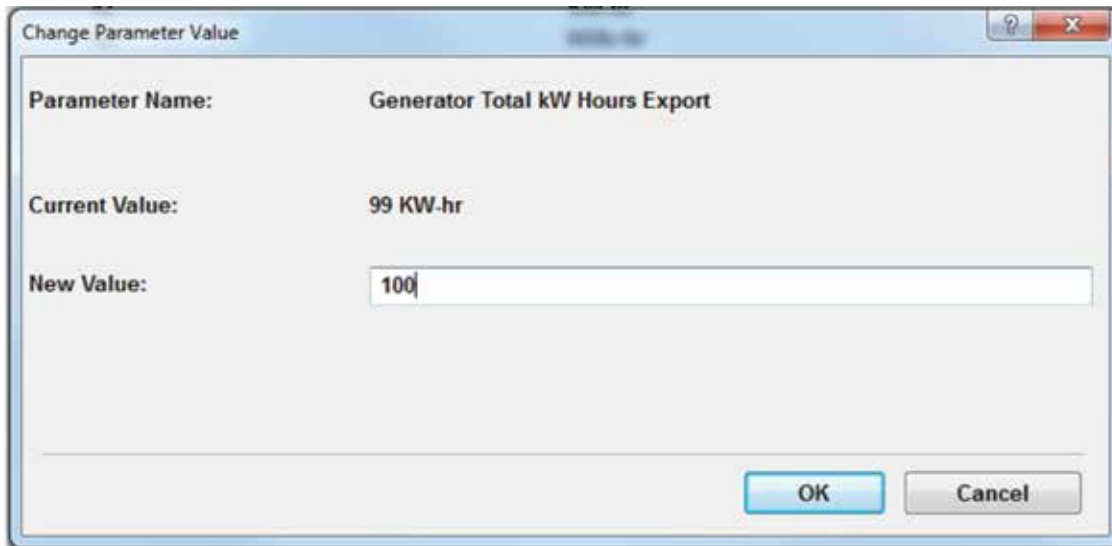 Change Parameter Value
Parameter Name: Generator Total kW Hours Export
Current Value: 99 KW-hr
New Value: 100
OK Cancel